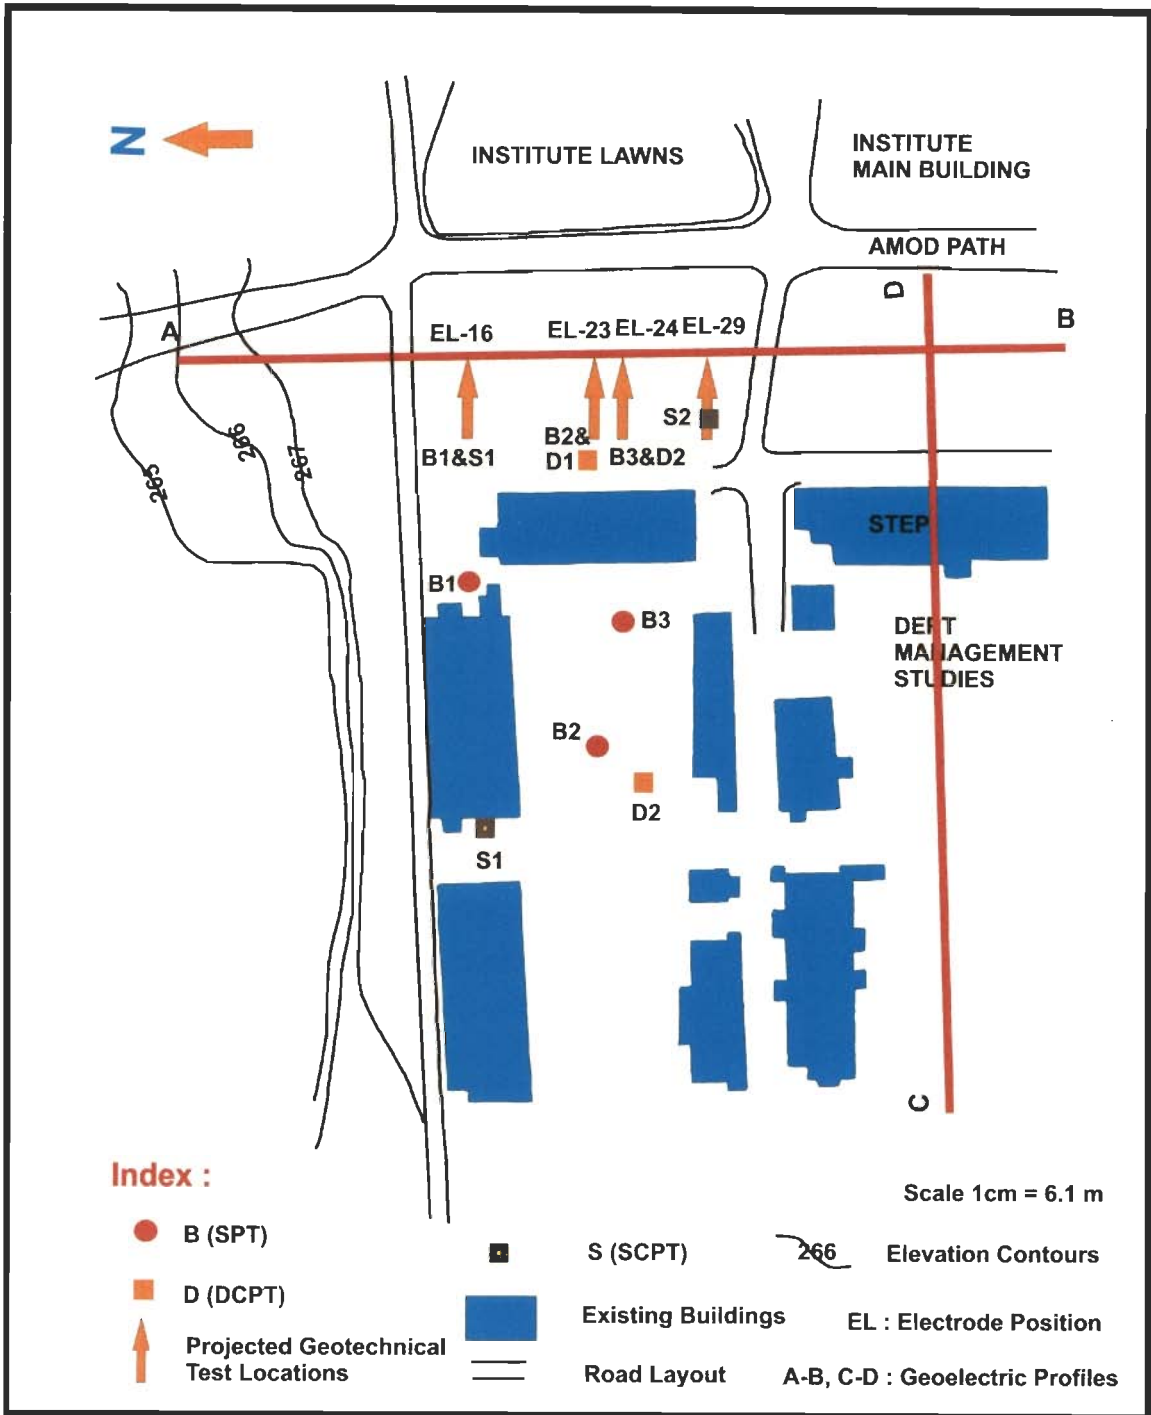 N
INSTITUTE LAWNS
INSTITUTE
MAIN BUILDING
AMOD PATH
D
A
B
EL-16
EL-23
EL-24
EL-29
S2
B1&S1
B2&
D1
B3&D2
265
266
267
STEP
B1
B3
DEPT
MANAGEMENT
STUDIES
B2
D2
S1
C
Index :
Scale 1cm = 6.1 m
B (SPT)
S (SCPT)
266
Elevation Contours
D (DCPT)
Existing Buildings
EL : Electrode Position
Projected Geotechnical
Test Locations
Road Layout
A-B, C-D : Geoelectric Profiles